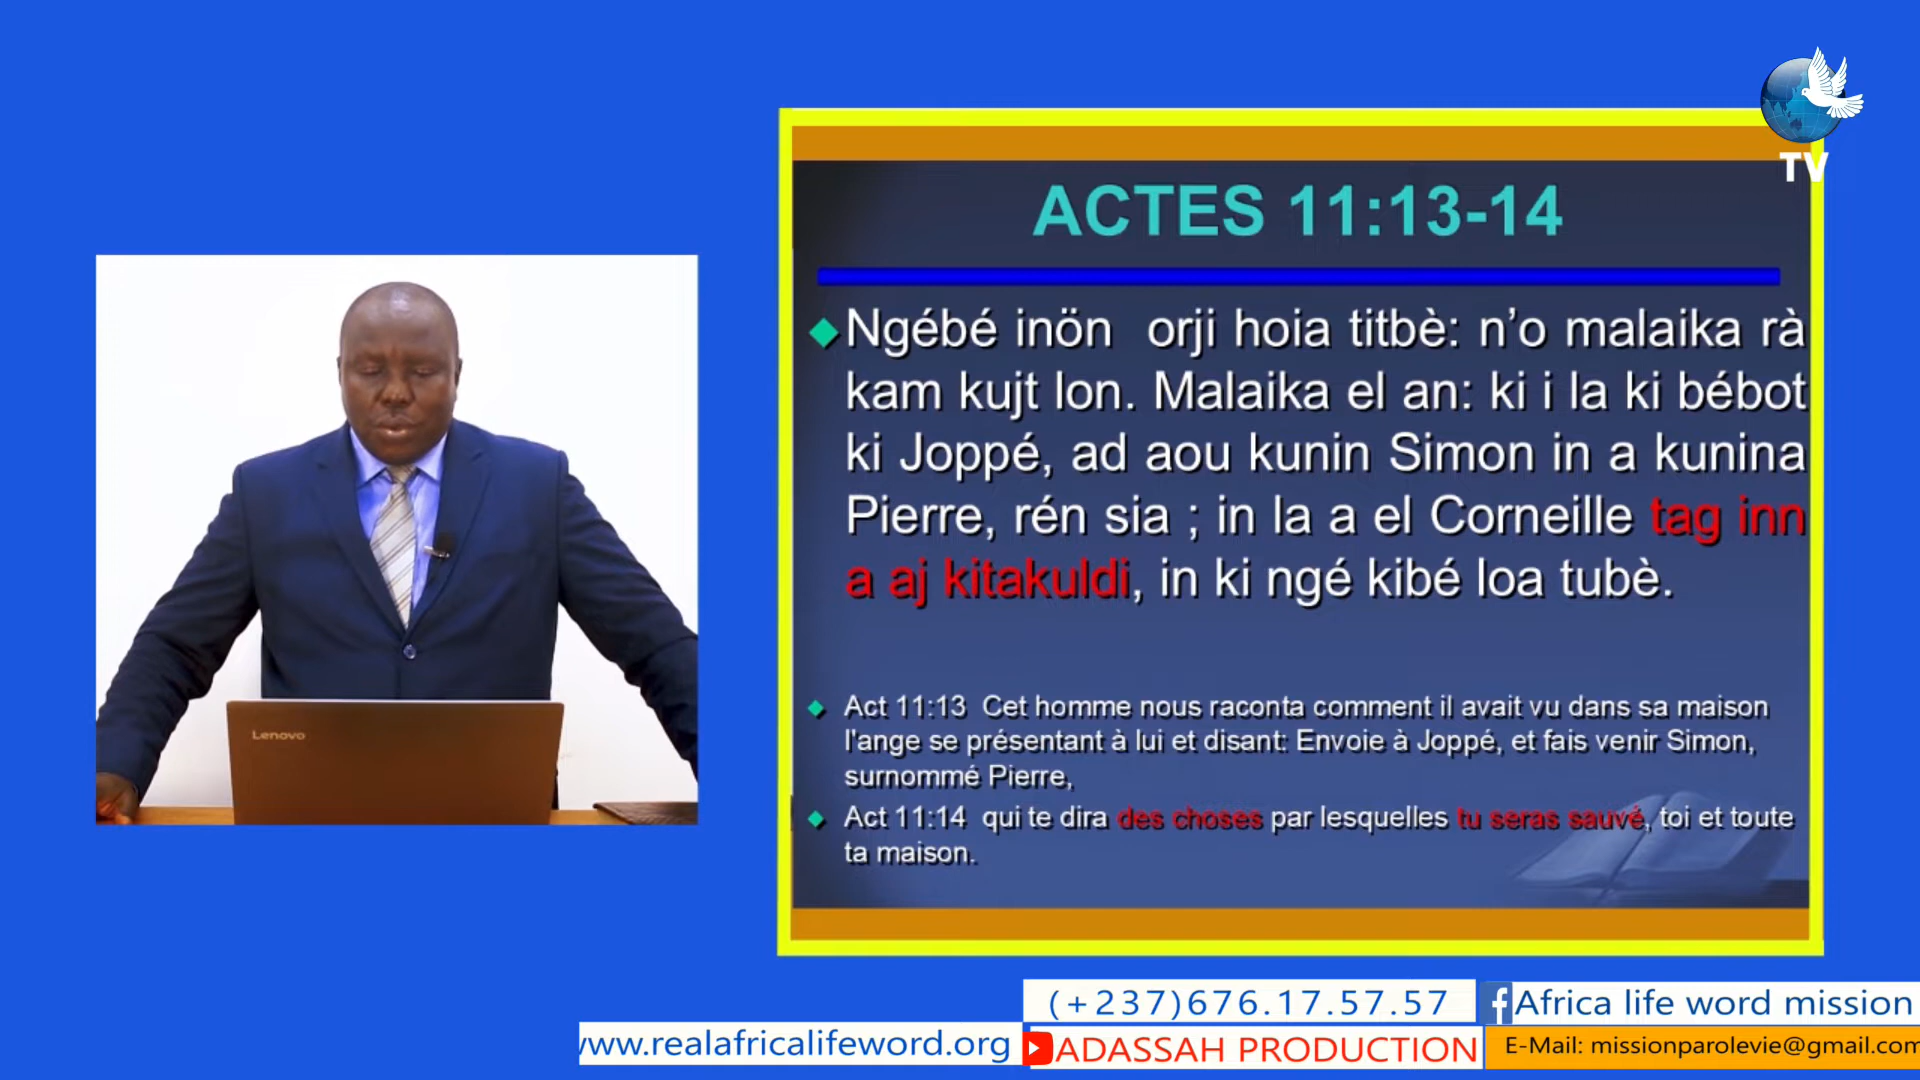 TV
ACTES 11:13-14
Ngébé inön orji hoia titbè: n’o malaika rà
kam kujt lon. Malaika el an: ki i la ki bébot
ki Joppé, ad aou kunin Simon in a kunina
Pierre, rén sia ; in la a el Corneille tag inn
a aj kitakuldi, in ki ngé kibé loa tubè.
Act 11:13 Cet homme nous raconta comment il avait vu dans sa maison
l'ange se présentant à lui et disant: Envoie à Joppé, et fais venir Simon,
surnommé Pierre,
Act 11:14 qui te dira des choses par lesquelles tu seras sauvé, toi et toute
ta maison.
Lenovo
(+237)676.17.57.57
Africa life word mission
www.realafricalifeword.org
ADASSAH PRODUCTION
E-Mail: missionparolevie@gmail.com